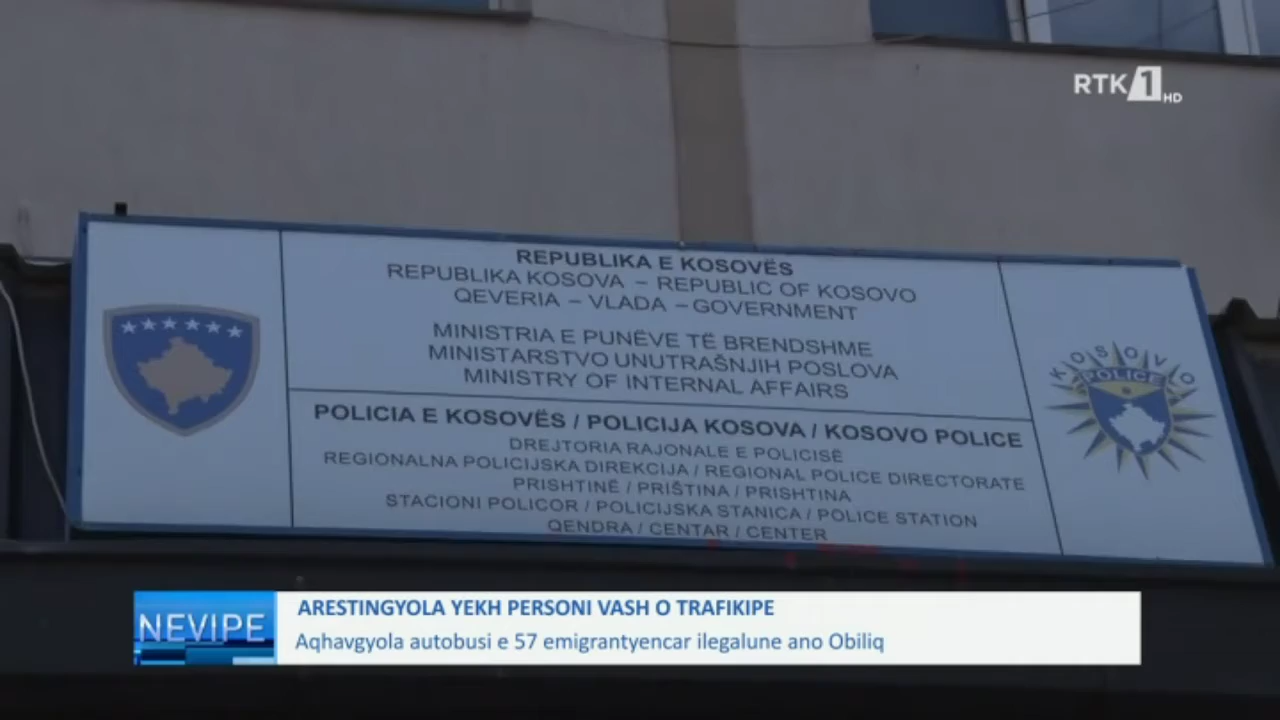 RTK 1 HD
REPUBLIKA E KOSOVËS
REPUBLIKA KOSOVA – REPUBLIC OF KOSOVO
QEVERIA – VLADA – GOVERNMENT
MINISTRIA E PUNËVE TË BRENDSHME
MINISTARSTVO UNUTRAŠNJIH POSLOVA
MINISTRY OF INTERNAL AFFAIRS
KOSOVO
POLICE
POLICIA E KOSOVËS / POLICIJA KOSOVA / KOSOVO POLICE
DREJTORIA RAJONALE E POLICISË
REGIONALNA POLICIJSKA DIREKCIJA / REGIONAL POLICE DIRECTORATE
PRISHTINË / PRIŠTINA / PRISHTINA
STACIONI POLICOR / POLICIJSKA STANICA / POLICE STATION
QENDRA / CENTAR / CENTER
NEVIPE
ARESTINGYOLA YEKH PERSONI VASH O TRAFIKIPE
Aqhavgyola autobusi e 57 emigrantyencar ilegalune ano Obiliq